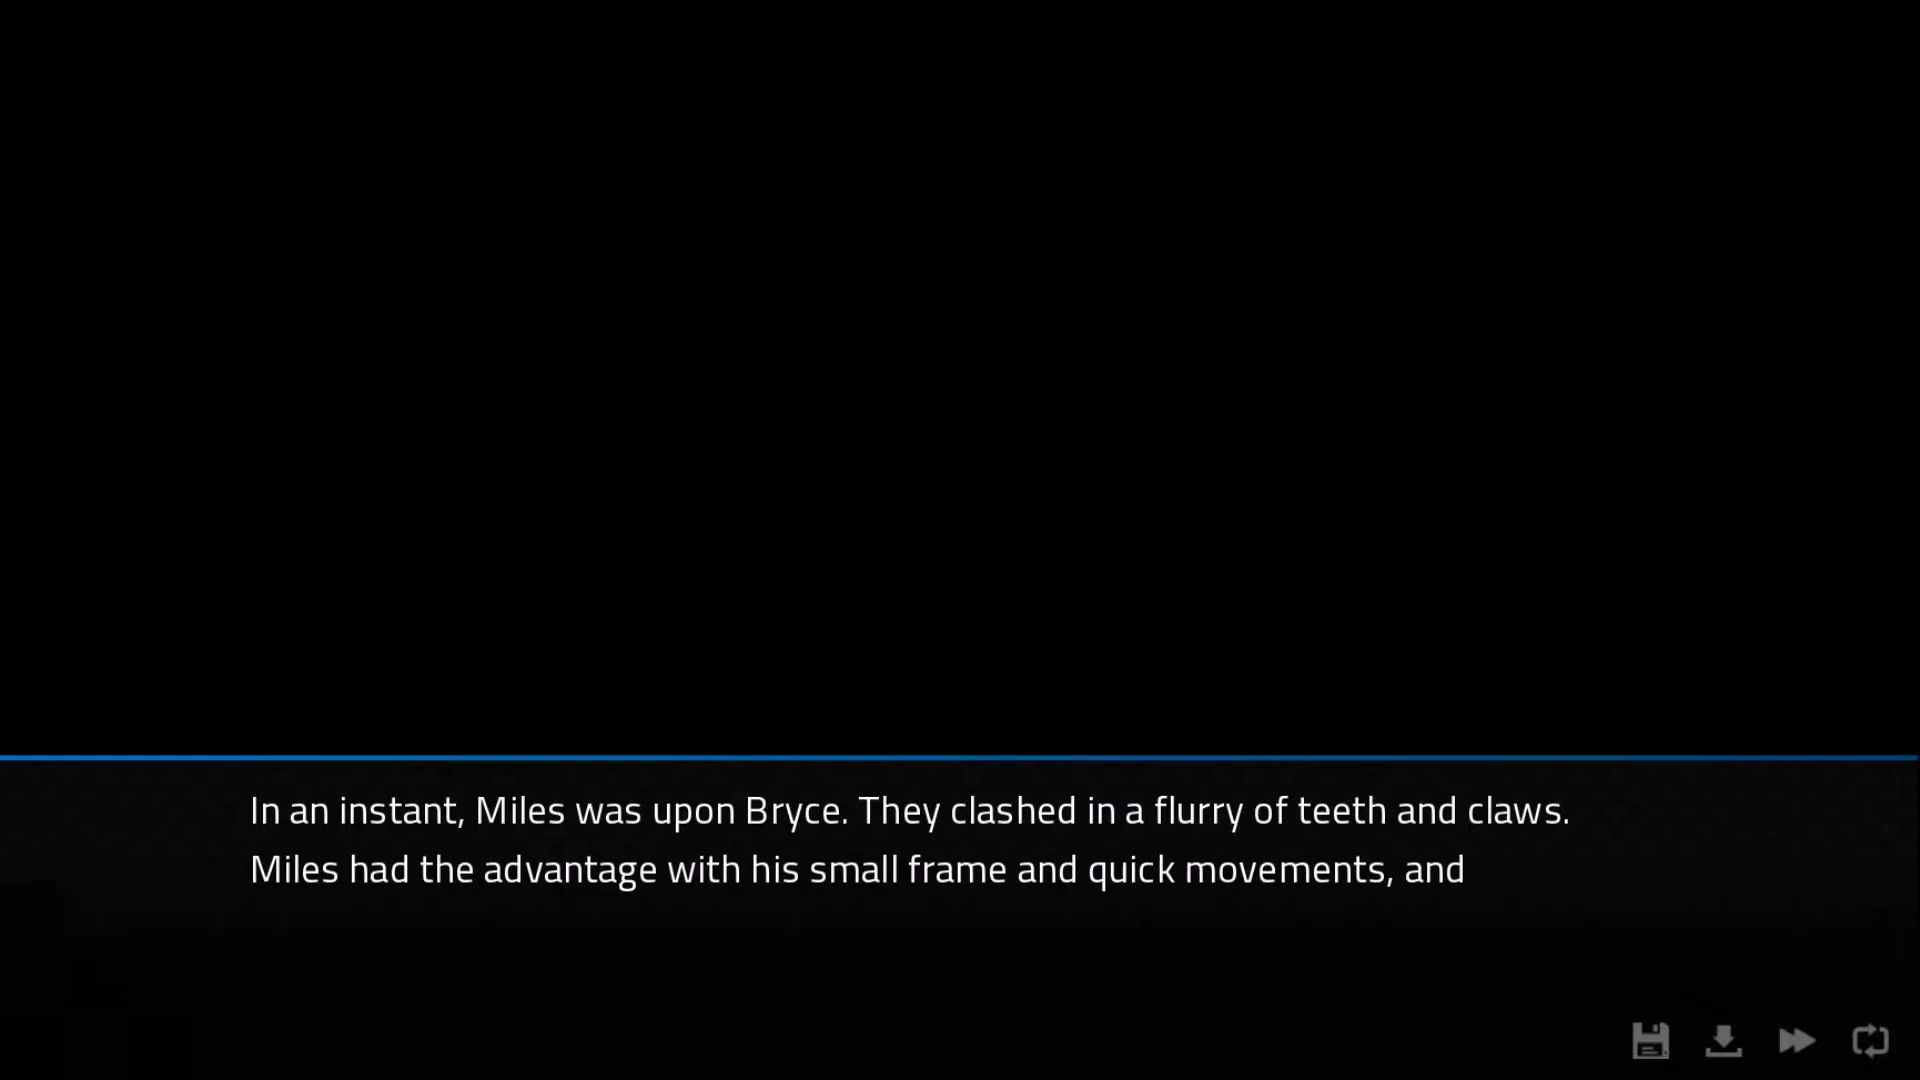 In an instant, Miles was upon Bryce. They clashed in a flurry of teeth and claws.
Miles had the advantage with his small frame and quick movements, and